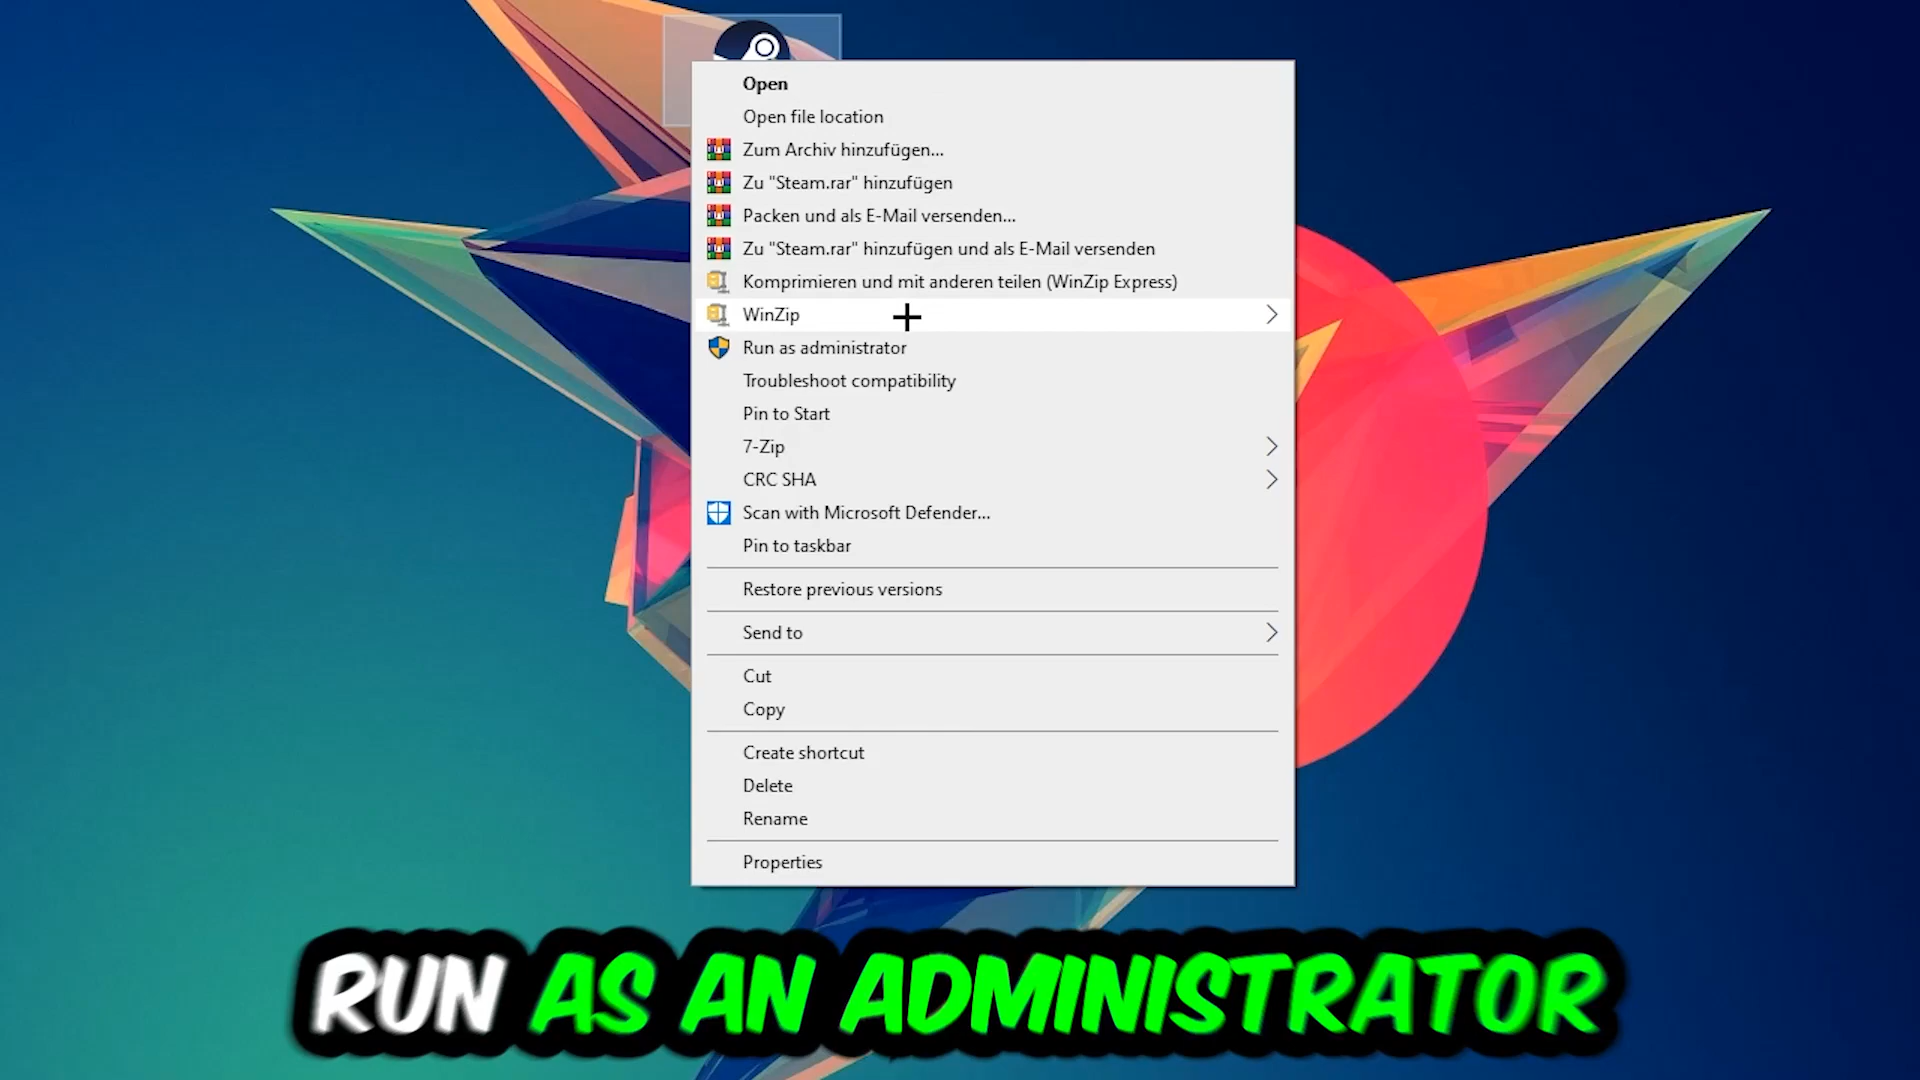 Open
Open file location
Zum Archiv hinzufügen...
Zu "Steam.rar" hinzufügen
Packen und als E-Mail versenden...
Zu "Steam.rar" hinzufügen und als E-Mail versenden
Komprimieren und mit anderen teilen (WinZip Express)
WinZip
Run as administrator
Troubleshoot compatibility
Pin to Start
7-Zip
CRC SHA
Scan with Microsoft Defender...
Pin to taskbar
Restore previous versions
Send to
Cut
Copy
Create shortcut
Delete
Rename
Properties
RUN AS AN ADMINISTRATOR